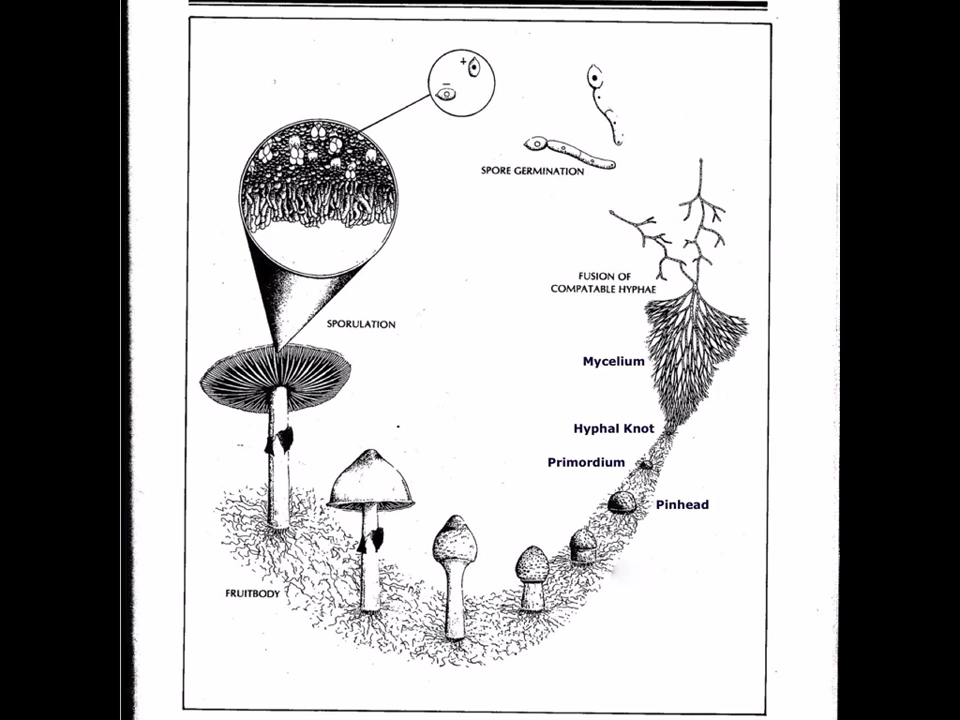 +
–
SPORE GERMINATION
FUSION OF
COMPATABLE HYPHAE
SPORULATION
Mycelium
Hyphal Knot
Primordium
Pinhead
FRUITBODY